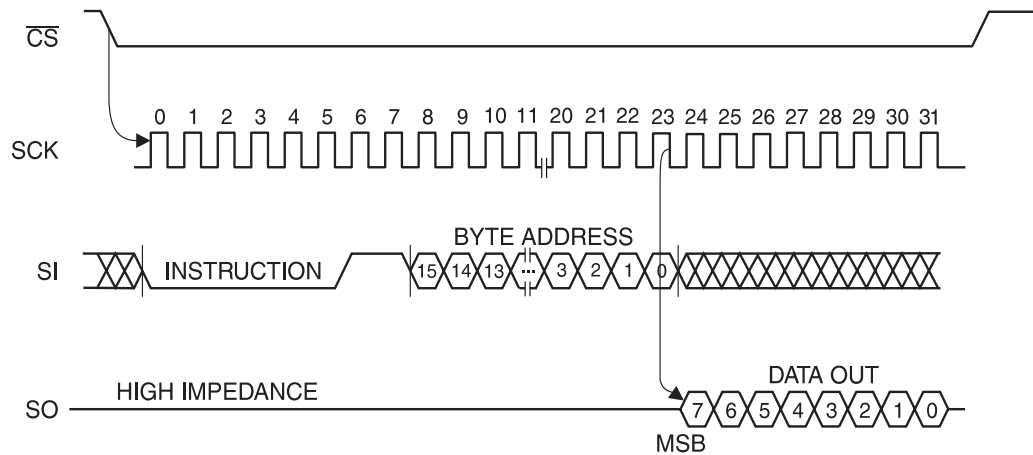 CS
0 1 2 3 4 5 6 7 8 9 10 11 20 21 22 23 24 25 26 27 28 29 30 31
SCK
BYTE ADDRESS
SI INSTRUCTION 15 14 13 ... 3 2 1 0
HIGH IMPEDANCE DATA OUT
SO 7 6 5 4 3 2 1 0
MSB